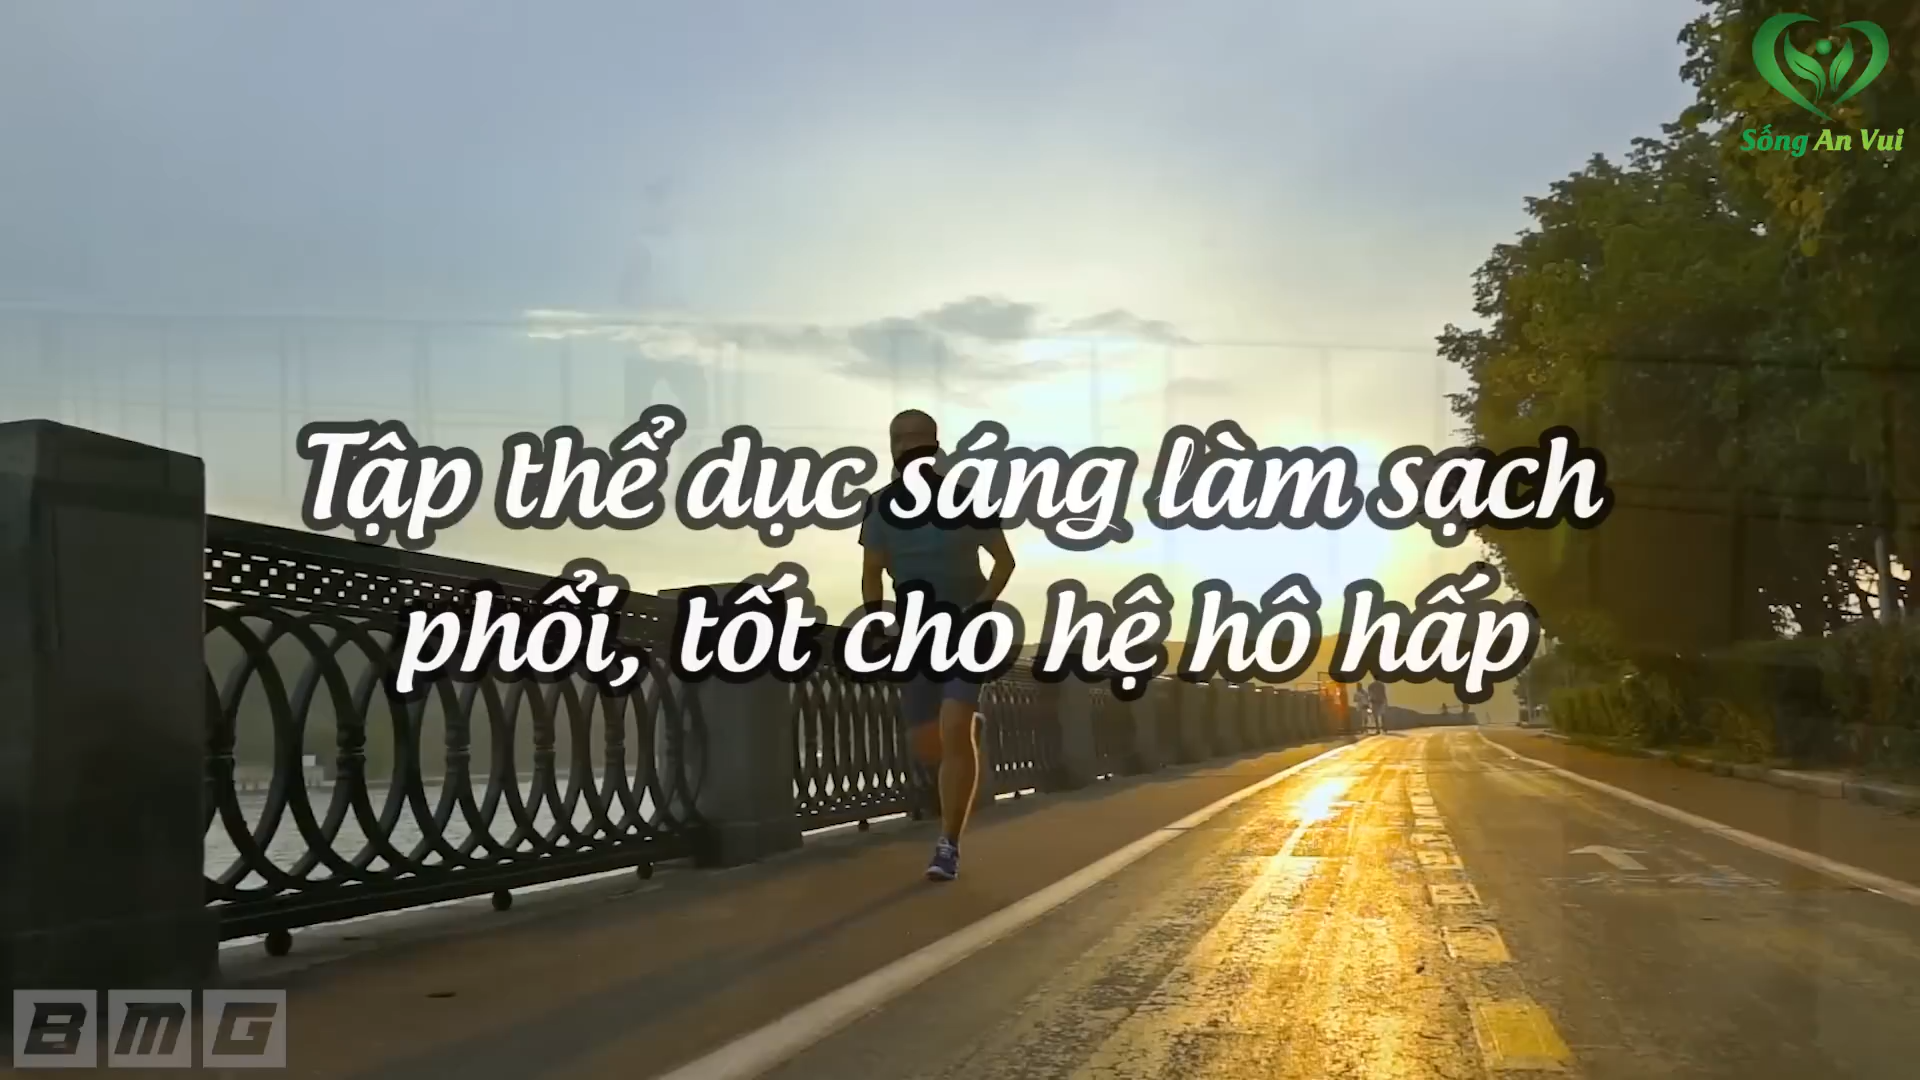 Sống An Vui
Tập thể dục sáng làm sạch
phổi, tốt cho hệ hô hấp
BMG